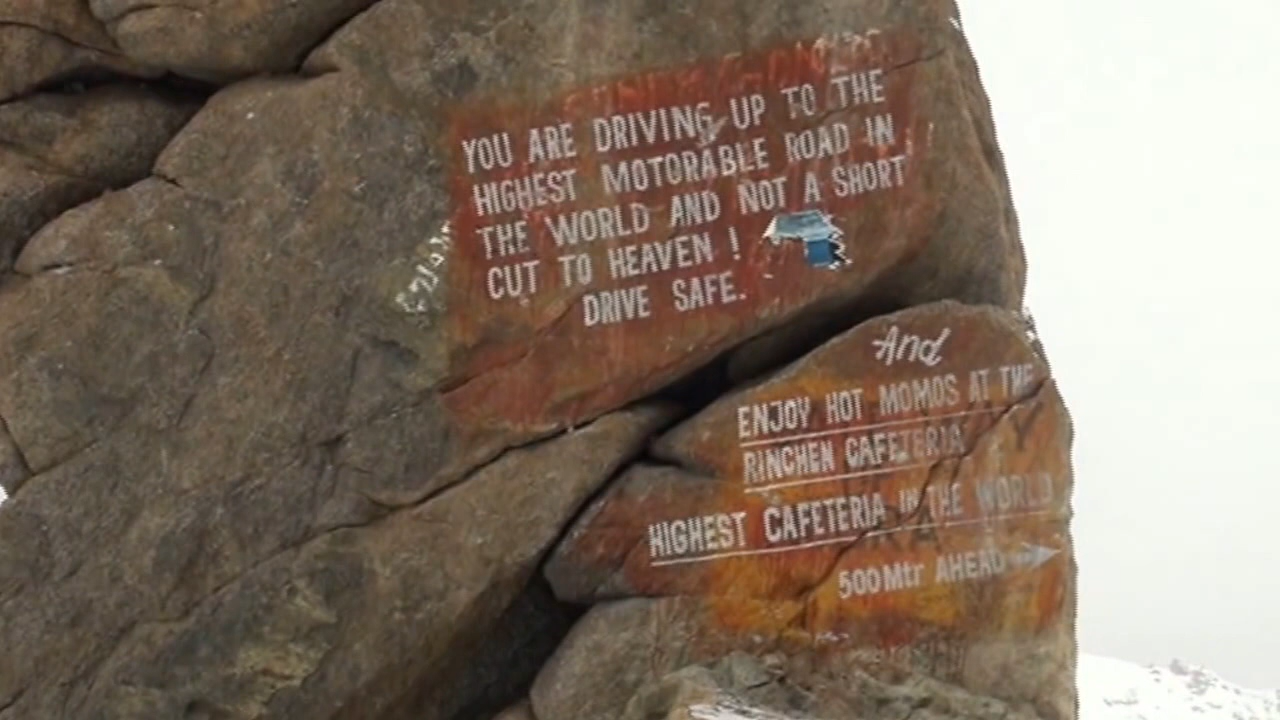 YOU ARE DRIVING UP TO THE
HIGHEST MOTORABLE ROAD IN
THE WORLD AND NOT A SHORT
CUT TO HEAVEN !
DRIVE SAFE.
And
ENJOY HOT MOMOS AT THE
RINCHEN CAFETERIA
HIGHEST CAFETERIA IN THE WORLD
500Mtr AHEAD